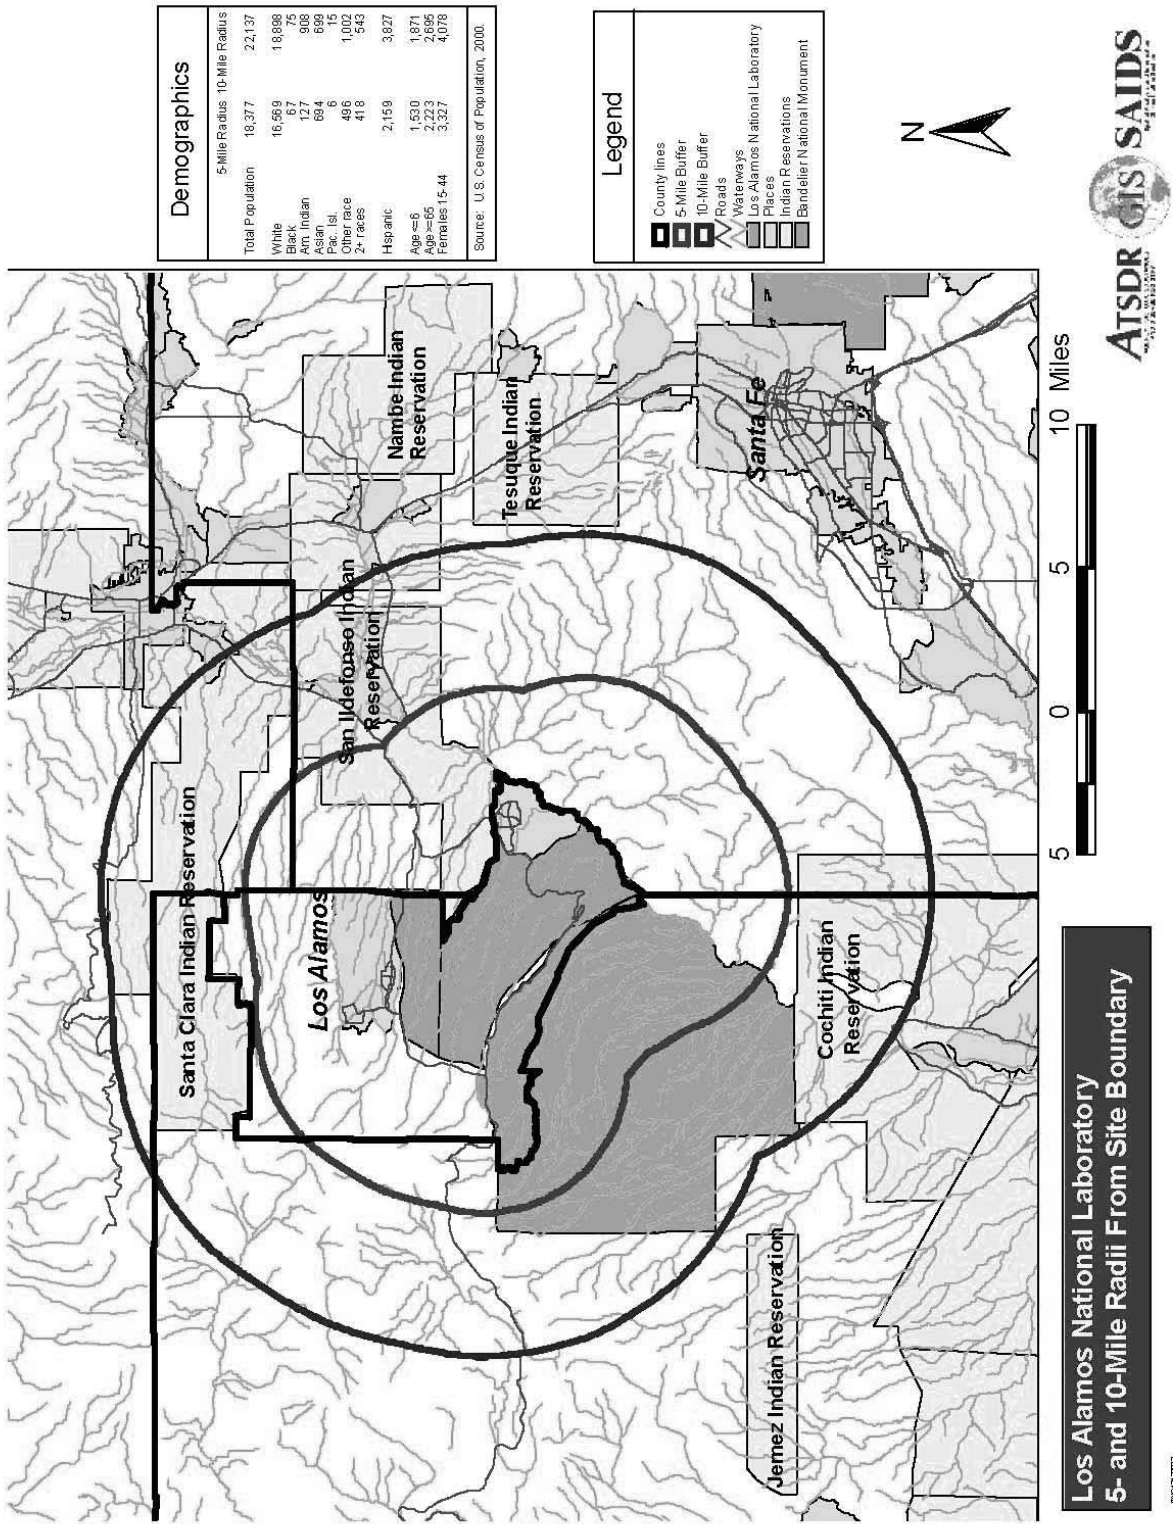 Demographics
5-Mile Radius 10-Mile Radius
Total Population 18,377 22,137
White 16,569 18,898
Black 67 75
Am. Indian 127 908
Asian 694 699
Pac. Isl. 6 15
Other race 496 1,002
2+ races 418 543
Hispanic 2,159 3,827
Age <=6 1,530 1,871
Age >=65 2,223 2,695
Females 15-44 3,327 4,078
Source: U.S. Census of Population, 2000.
Legend
County lines
5-Mile Buffer
10-Mile Buffer
Roads
Waterways
Los Alamos National Laboratory
Places
Indian Reservations
Bandelier National Monument
N
Santa Clara Indian Reservation
Los Alamos
San Ildefonso Indian
Reservation
Nambe Indian
Reservation
Tesuque Indian
Reservation
Santa Fe
Cochiti Indian
Reservation
Jemez Indian Reservation
5 0 5 10 Miles
Los Alamos National Laboratory
5- and 10-Mile Radii From Site Boundary
ATSDR GIS SAIDS